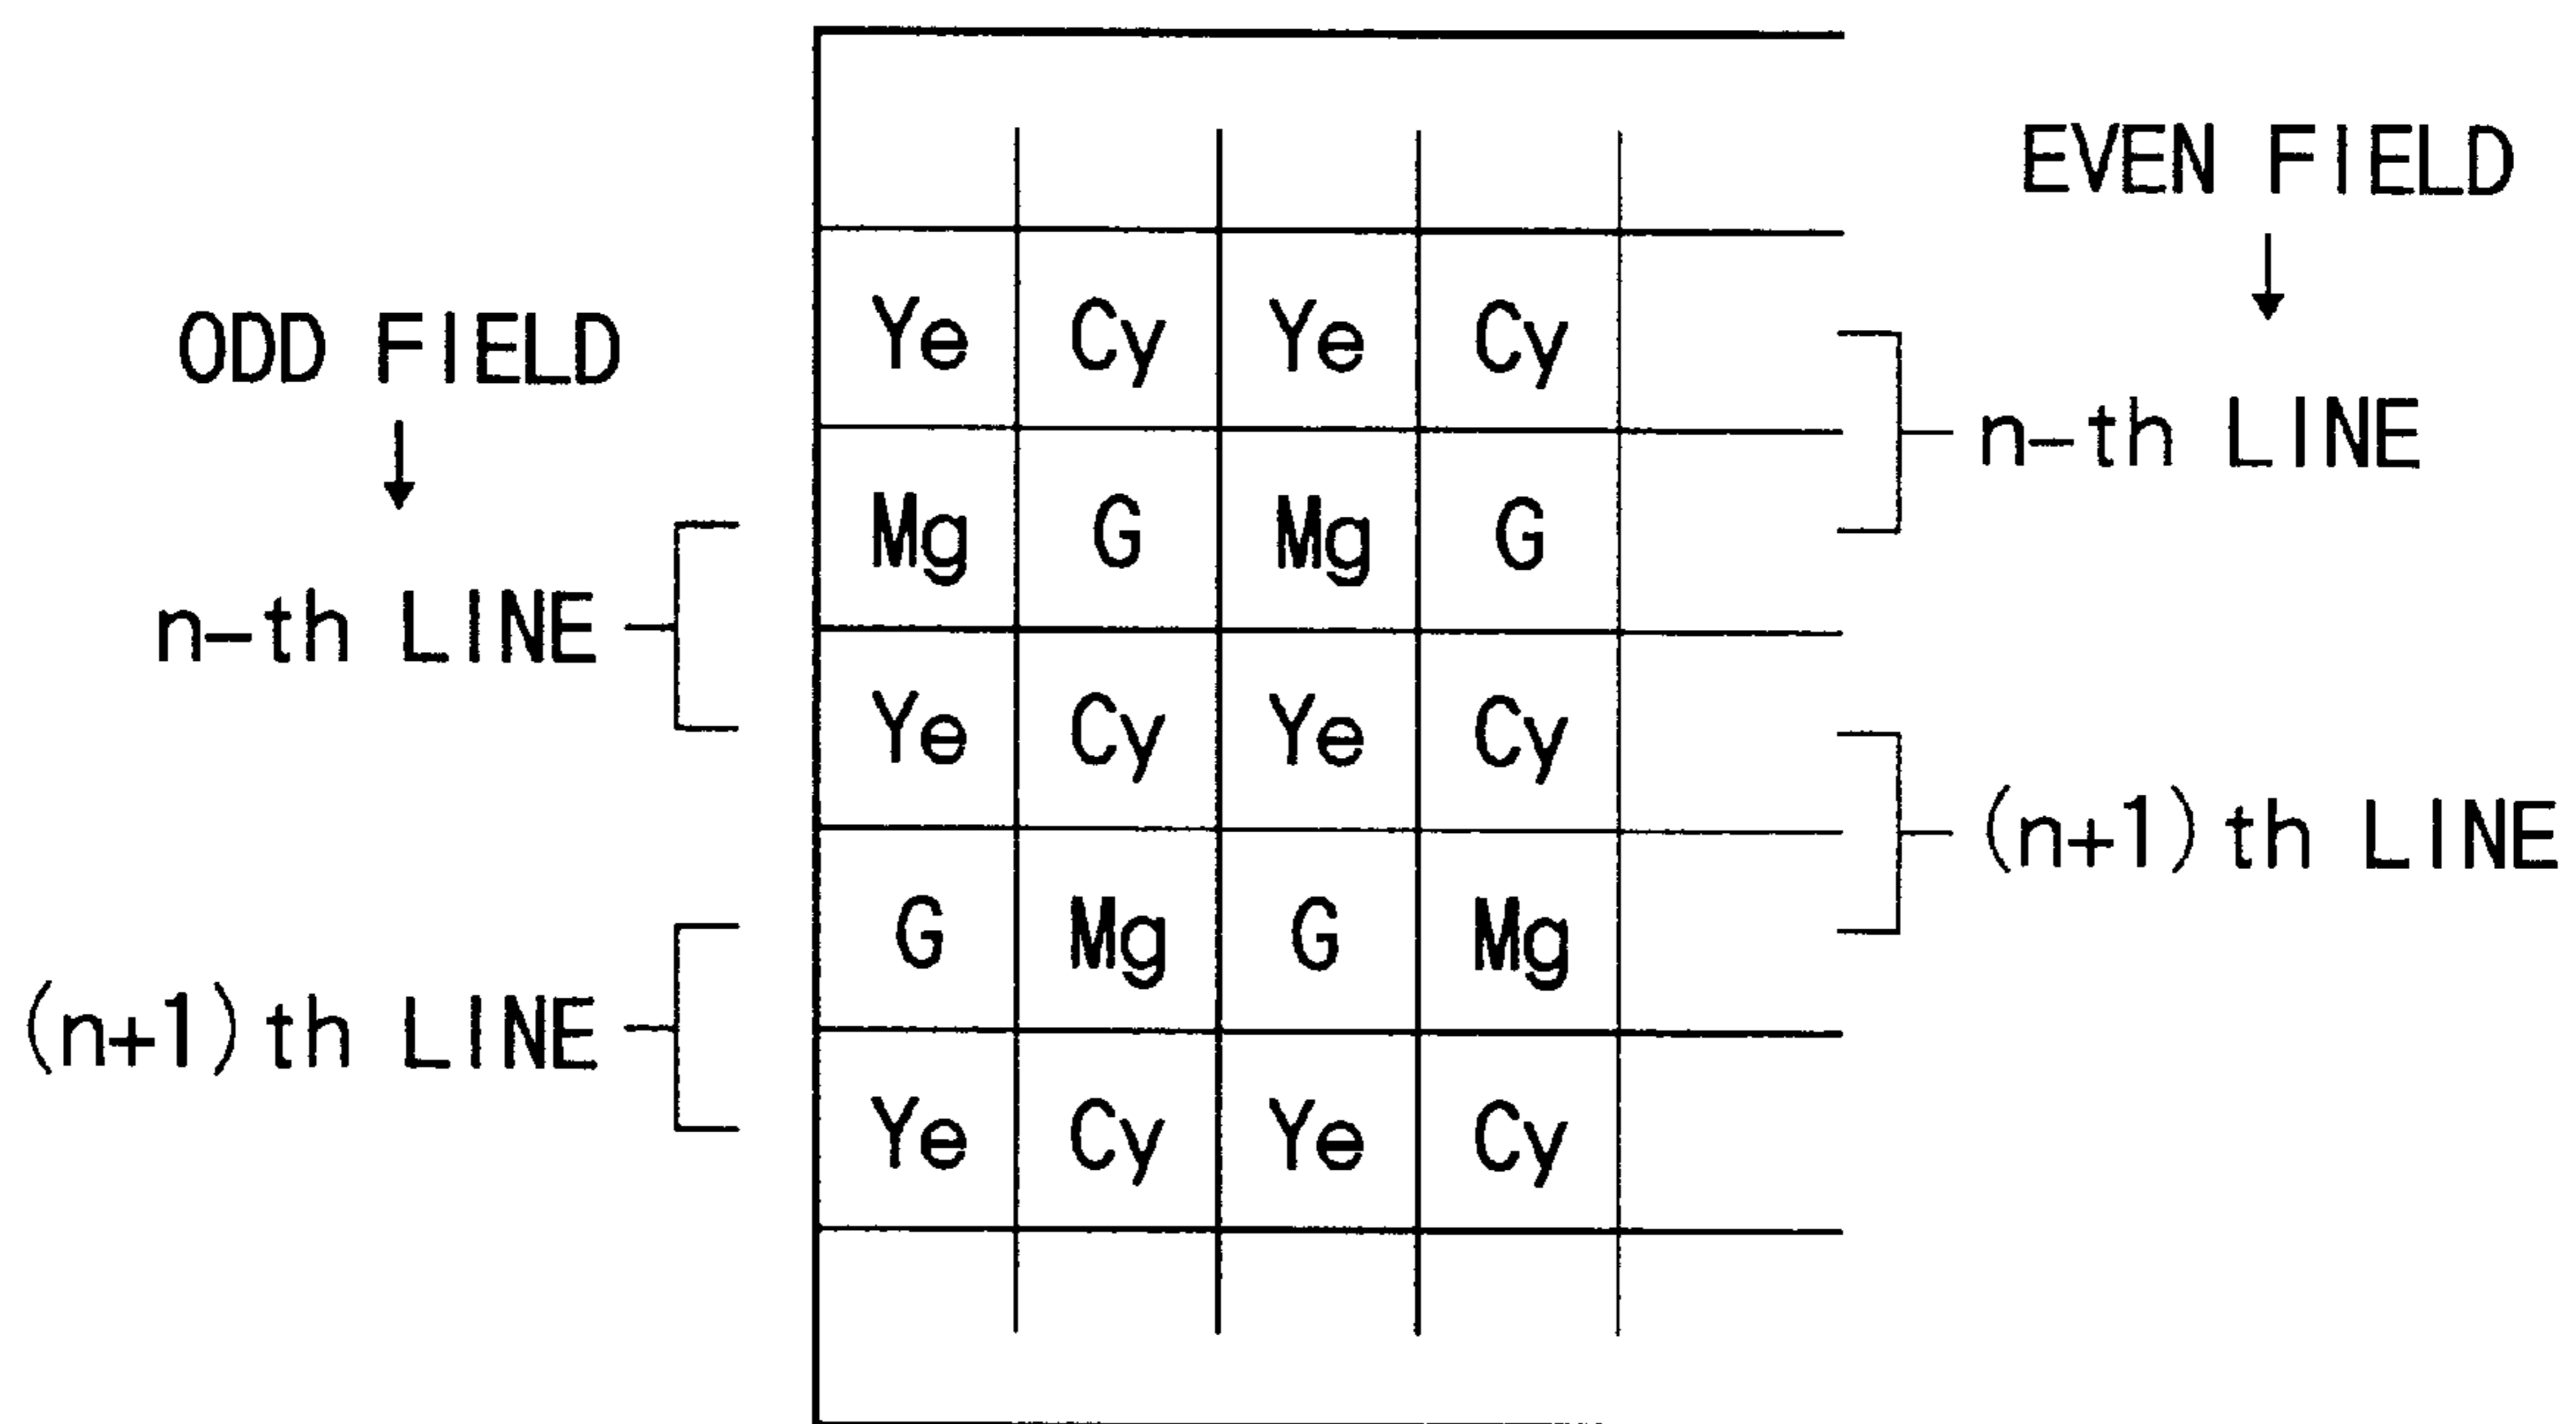 EVEN FIELD
ODD FIELD
Ye Cy Ye Cy
n-th LINE
Mg G Mg G
n-th LINE
Ye Cy Ye Cy
(n+1)th LINE
G Mg G Mg
(n+1)th LINE
Ye Cy Ye Cy